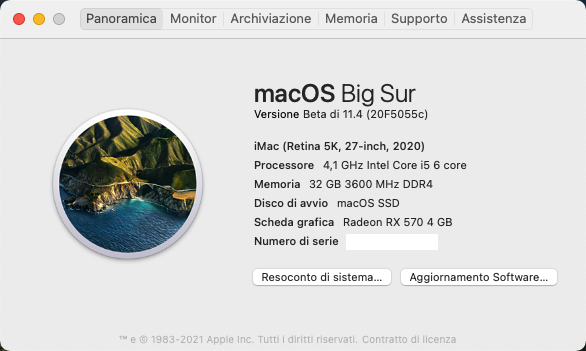 Panoramica Monitor Archiviazione Memoria Supporto Assistenza
macOS Big Sur
Versione Beta di 11.4 (20F5055c)
iMac (Retina 5K, 27-inch, 2020)
Processore 4,1 GHz Intel Core i5 6 core
Memoria 32 GB 3600 MHz DDR4
Disco di avvio macOS SSD
Scheda grafica Radeon RX 570 4 GB
Numero di serie
Resoconto di sistema... Aggiornamento Software...
™ e © 1983-2021 Apple Inc. Tutti i diritti riservati. Contratto di licenza